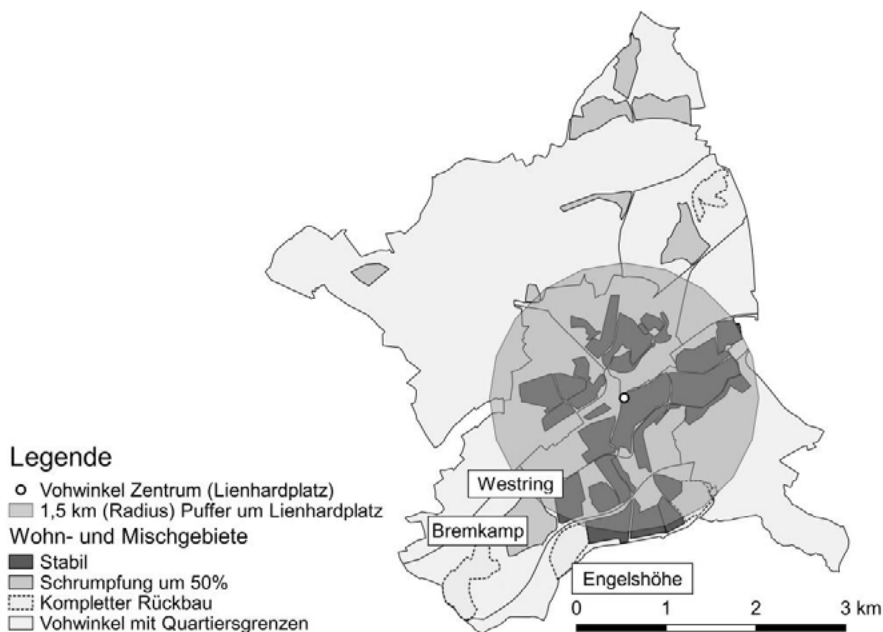 Westring
Bremkamp
Engelshöhe
Legende
Vohwinkel Zentrum (Lienhardplatz)
1,5 km (Radius) Puffer um Lienhardplatz
Wohn- und Mischgebiete
Stabil
Schrumpfung um 50%
Kompletter Rückbau
Vohwinkel mit Quartiersgrenzen
0 1 2 3 km